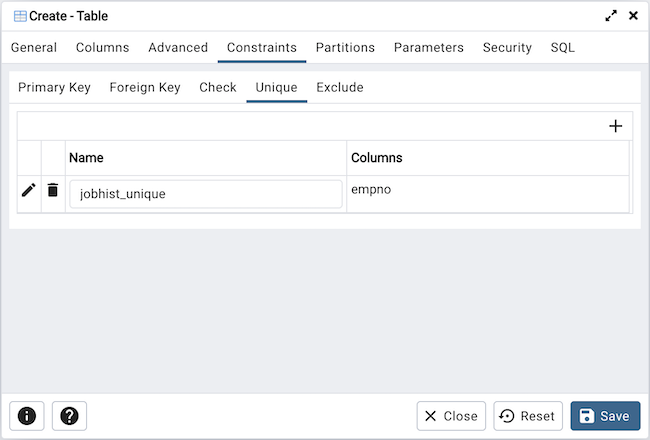 Create - Table
General Columns Advanced Constraints Partitions Parameters Security SQL
Primary Key Foreign Key Check Unique Exclude
Name Columns
jobhist_unique empno
Close Reset Save